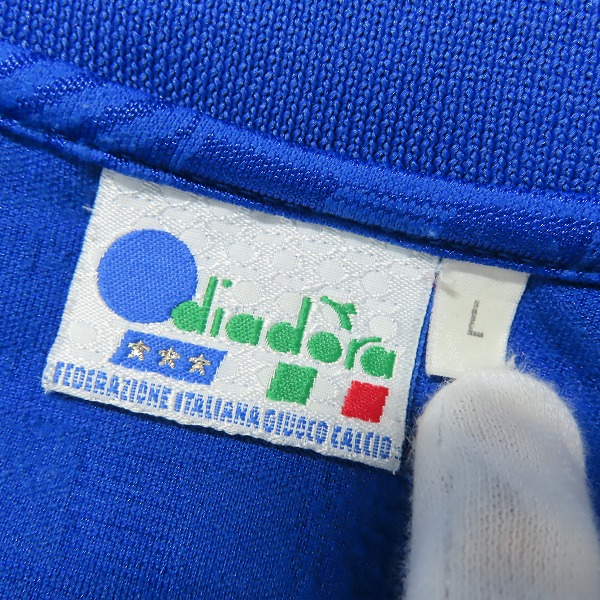 diadora
L
FEDERAZIONE ITALIANA GIUOCO CALCIO